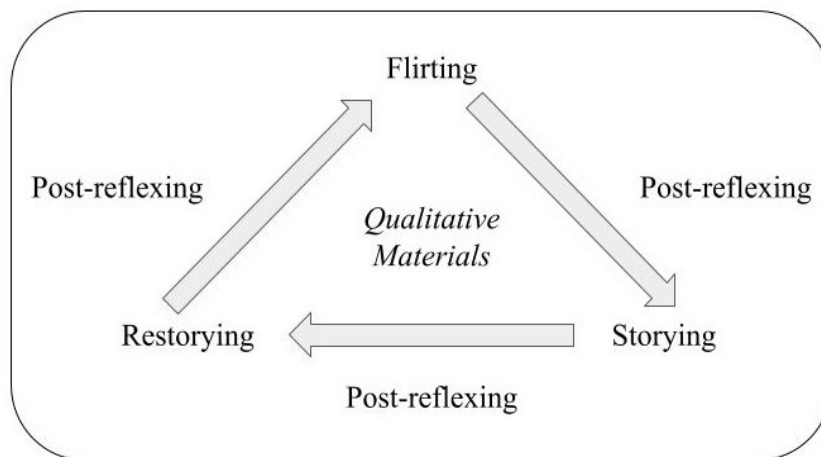 Flirting
Post-reflexing
Post-reflexing
Qualitative
Materials
Restorying
Storying
Post-reflexing